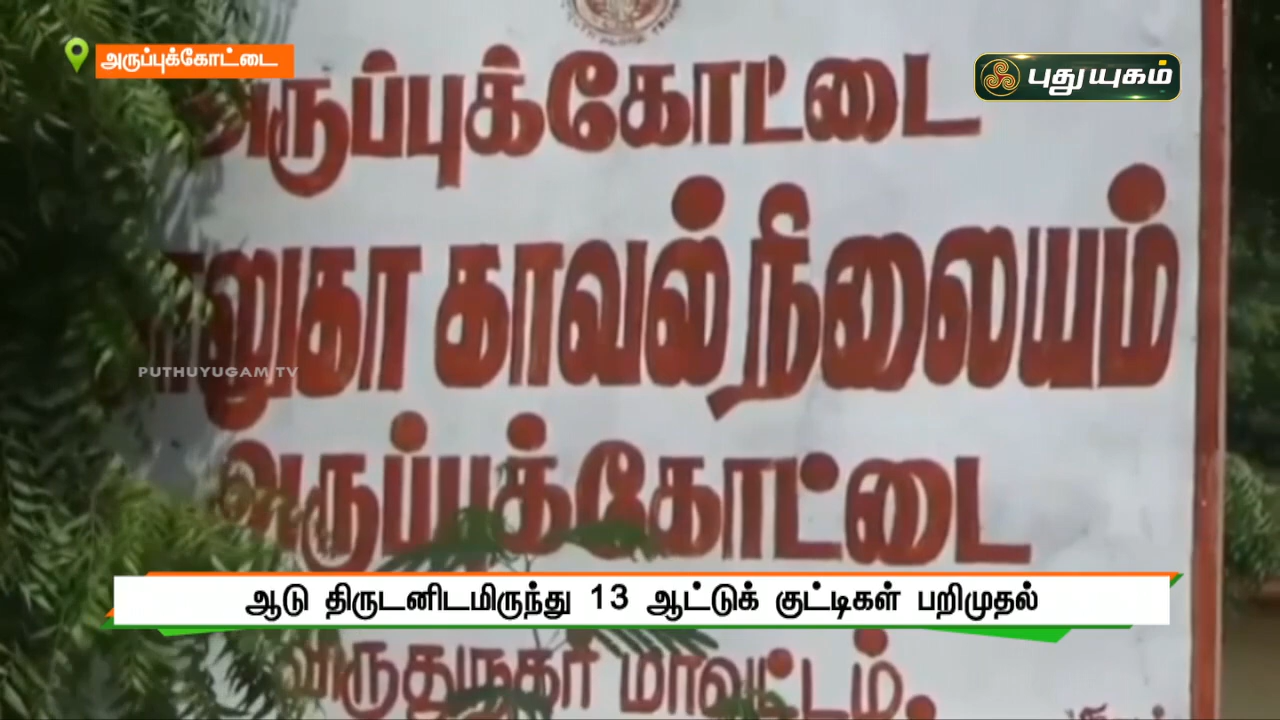 அருப்புக்கோட்டை
புதுயுகம்
அருப்புக்கோட்டை
காவல்நிலையம்
PUTHUYUGAM TV
அருப்புக்கோட்டை
ஆடு திருடனிடமிருந்து 13 ஆட்டுக் குட்டிகள் பறிமுதல்
விருதுநகர் மாவட்டம்.